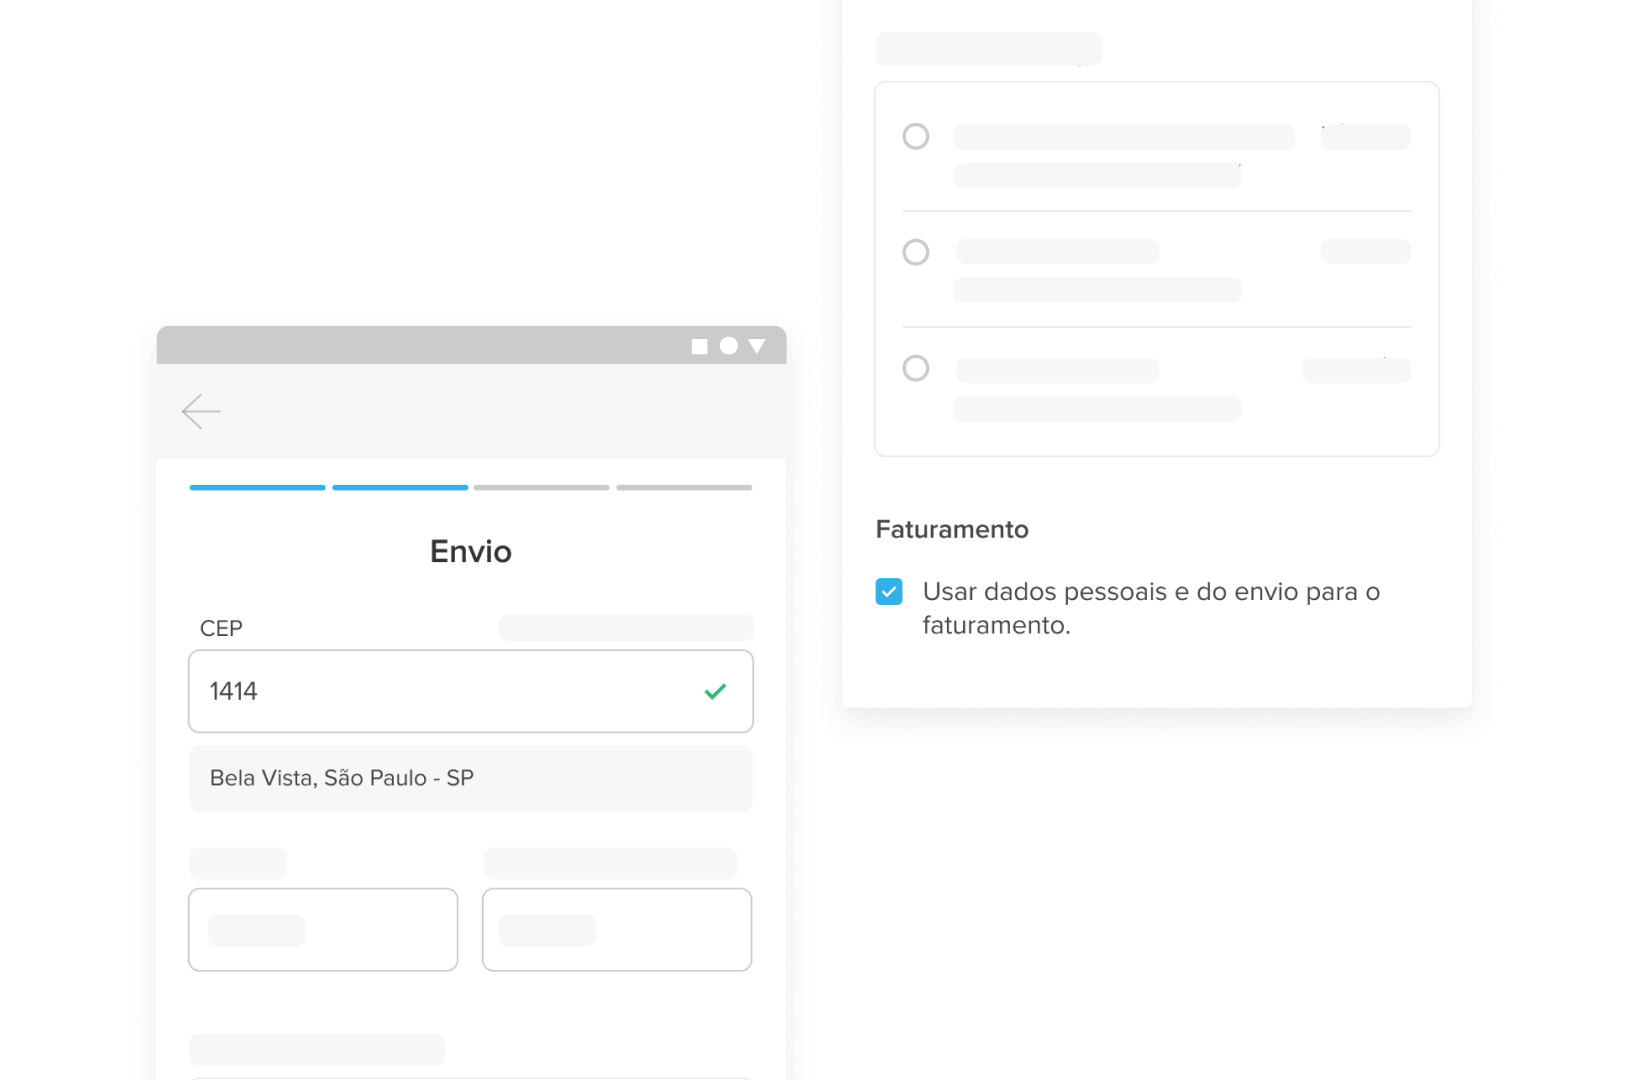 Envio
CEP
1414
Bela Vista, São Paulo - SP
Faturamento
Usar dados pessoais e do envio para o
faturamento.